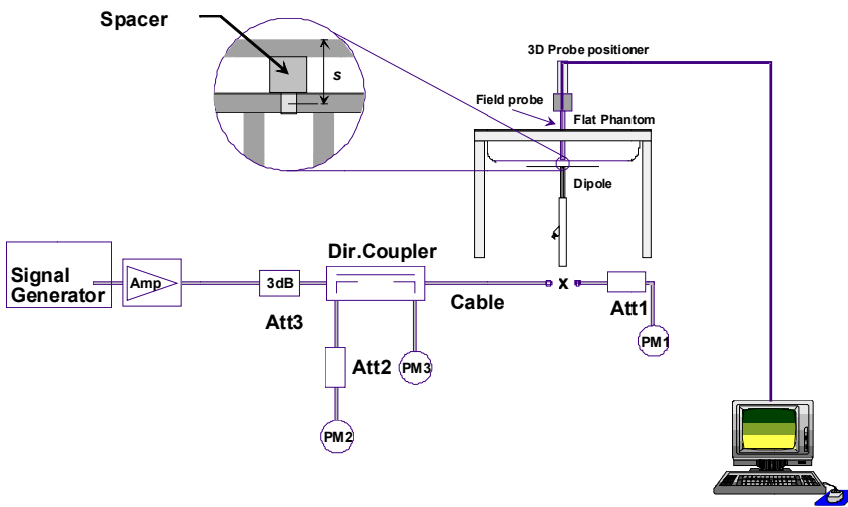 Spacer
s
3D Probe positioner
Field probe
Flat Phantom
Dipole
Signal
Generator
Amp
3dB
Att3
Dir.Coupler
Cable
x
Att1
PM1
Att2
PM3
PM2